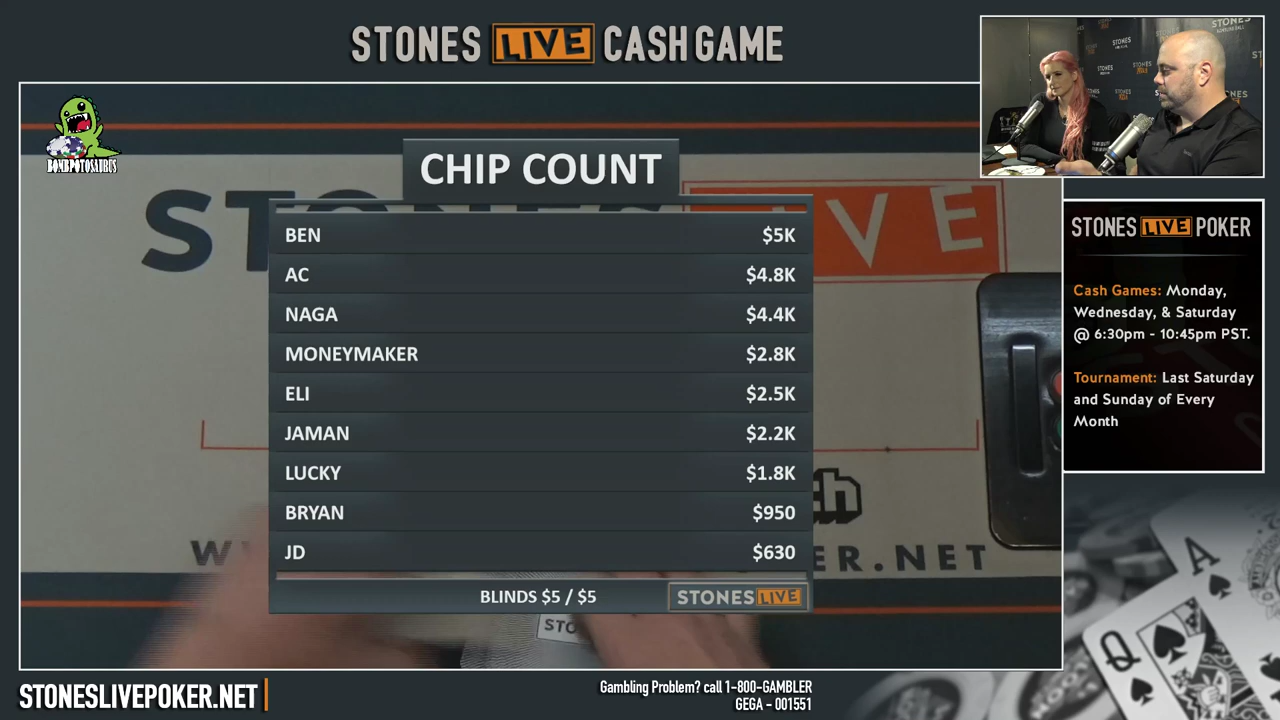 STONES LIVE CASH GAME
BOMBPOTOSAURUS
CHIP COUNT
BEN $5K
AC $4.8K
NAGA $4.4K
MONEYMAKER $2.8K
ELI $2.5K
JAMAN $2.2K
LUCKY $1.8K
BRYAN $950
JD $630
BLINDS $5 / $5
STONES LIVE
STONES LIVE POKER
Cash Games: Monday,
Wednesday, & Saturday
@ 6:30pm - 10:45pm PST.
Tournament: Last Saturday
and Sunday of Every
Month
STONESLIVEPOKER.NET
Gambling Problem? call 1-800-GAMBLER
GEGA - 001551
A
Q